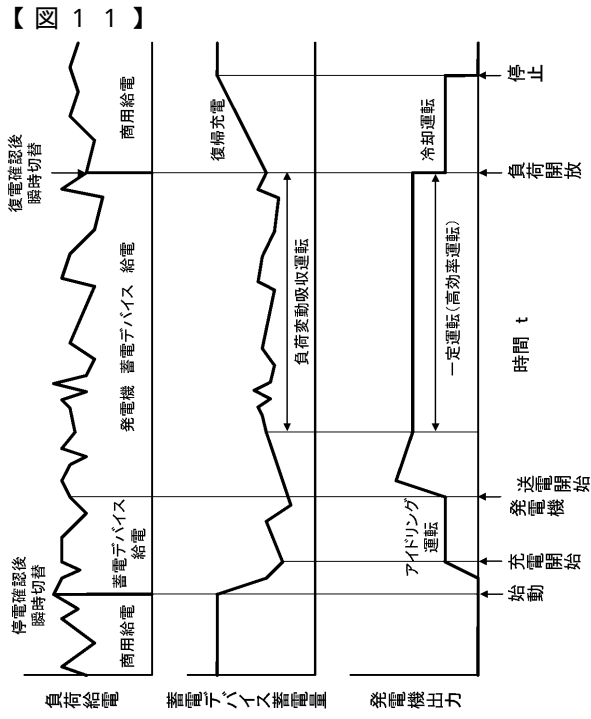 【図11】
停電確認後
瞬時切替
復電確認後
瞬時切替
負荷
給電
商用給電
蓄電デバイス
給電
発電機 蓄電デバイス 給電
商用給電
蓄電デバイス蓄電量
負荷変動吸収運転
復帰充電
発電機出力
アイドリング
運転
一定運転(高効率運転)
冷却運転
始動
充電開始
発電機
送電開始
負荷開放
停止
時間 t